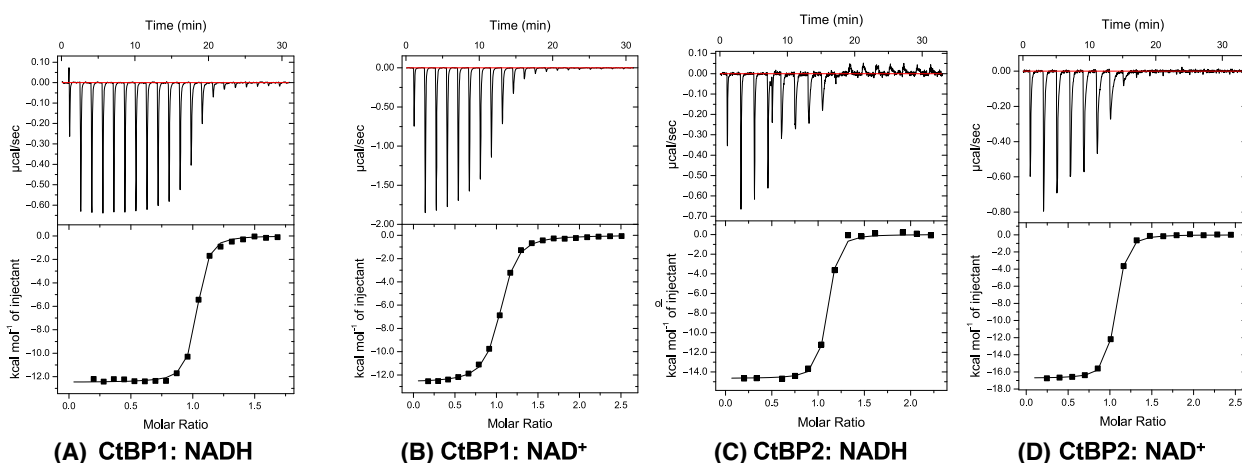 Time (min)
0 10 20 30
0.10
0.00
−0.10
−0.20
−0.30
−0.40
−0.50
−0.60
µcal/sec
0.0
−2.0
−4.0
−6.0
−8.0
−10.0
−12.0
kcal mol⁻¹ of injectant
0.0 0.5 1.0 1.5
Molar Ratio
(A) CtBP1: NADH
Time (min)
0 10 20 30
0.00
−0.50
−1.00
−1.50
−2.00
µcal/sec
0.0
−2.0
−4.0
−6.0
−8.0
−10.0
−12.0
kcal mol⁻¹ of injectant
0.0 0.5 1.0 1.5 2.0 2.5
Molar Ratio
(B) CtBP1: NAD⁺
Time (min)
0 10 20 30
0.10
0.00
−0.10
−0.20
−0.30
−0.40
−0.50
−0.60
−0.70
µcal/sec
0.0
−2.0
−4.0
−6.0
−8.0
−10.0
−12.0
−14.0
kcal mol⁻¹ of injectant
0.0 0.5 1.0 1.5 2.0
Molar Ratio
(C) CtBP2: NADH
Time (min)
0 10 20 30
0.00
−0.20
−0.40
−0.60
−0.80
µcal/sec
0.0
−2.0
−4.0
−6.0
−8.0
−10.0
−12.0
−14.0
−16.0
−18.0
kcal mol⁻¹ of injectant
0.0 0.5 1.0 1.5 2.0 2.5
Molar Ratio
(D) CtBP2: NAD⁺